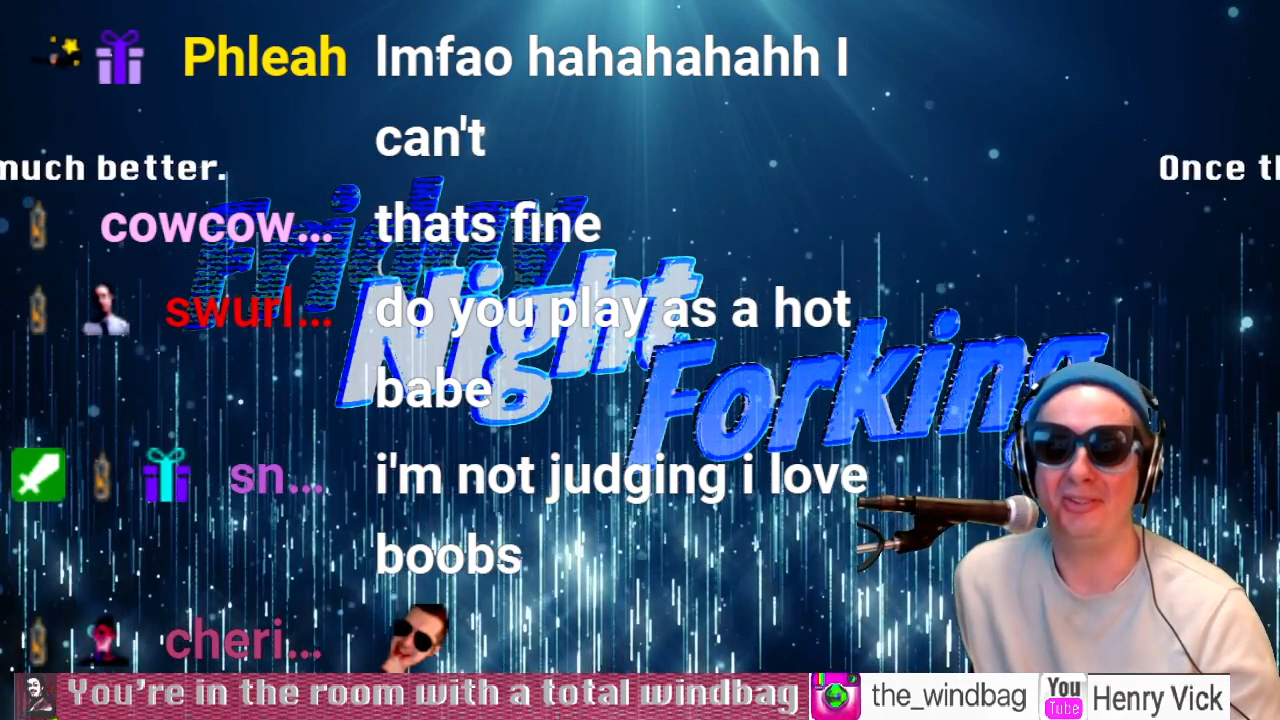 Phleah lmfao hahahahahh I
can't
much better.
Once th
cowcow... thats fine
swurl... do you play as a hot
babe
Friday
Night
Forking
sn... i'm not judging i love
boobs
cheri...
You're in the room with a total windbag
the_windbag
You
Tube
Henry Vick